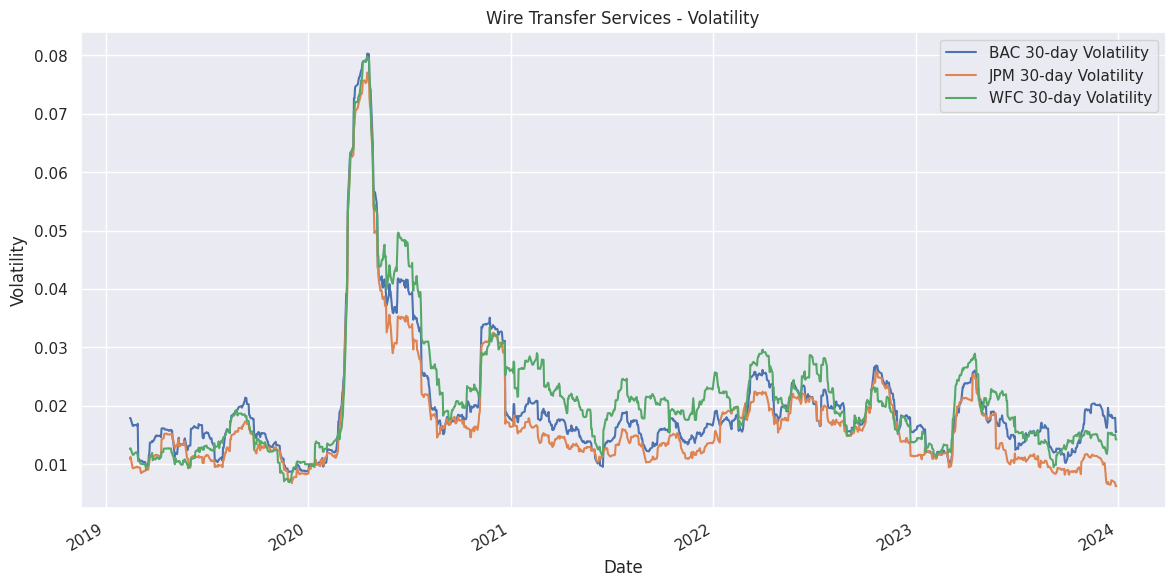 Wire Transfer Services - Volatility
BAC 30-day Volatility
JPM 30-day Volatility
WFC 30-day Volatility
Volatility
0.08
0.07
0.06
0.05
0.04
0.03
0.02
0.01
2019
2020
2021
2022
2023
2024
Date